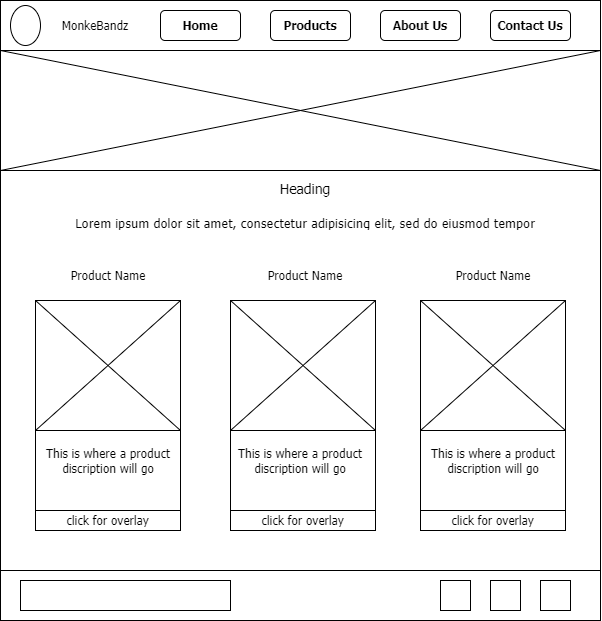 MonkeBandz Home Products About Us Contact Us
Heading
Lorem ipsum dolor sit amet, consectetur adipisicing elit, sed do eiusmod tempor
Product Name
Product Name
Product Name
This is where a product
discription will go
click for overlay
This is where a product
discription will go
click for overlay
This is where a product
discription will go
click for overlay